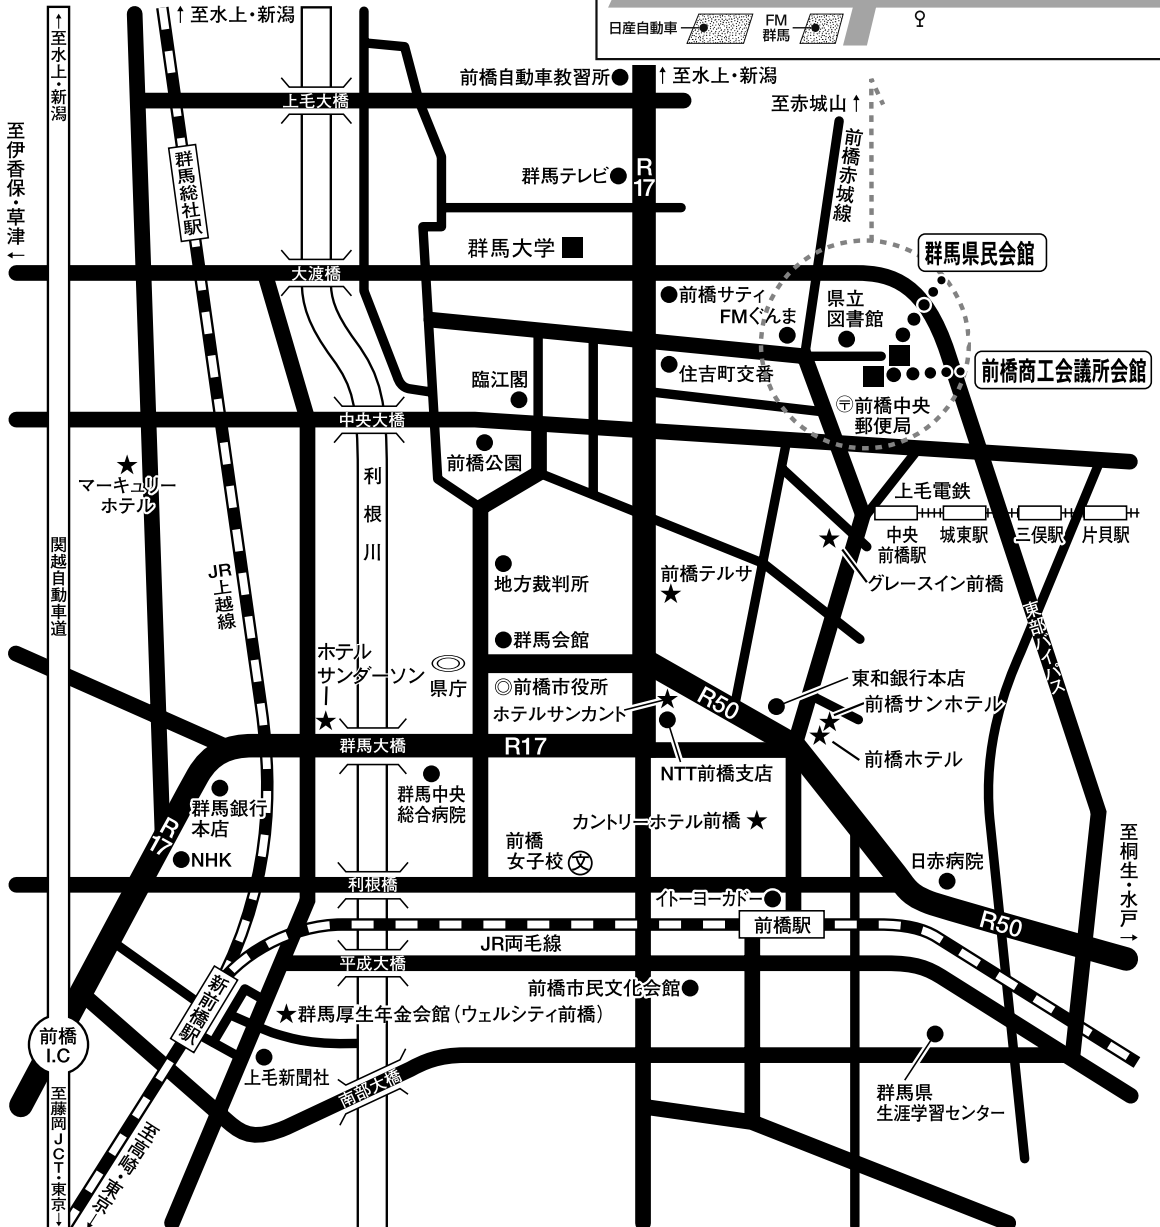 日産自動車
FM
群馬
↑至水上・新潟
↑至水上・新潟
前橋自動車教習所
↑至水上・新潟
上毛大橋
至赤城山↑
至伊香保・草津←
群馬総社駅
群馬テレビ
R
17
前橋赤城線
群馬大学
群馬県民会館
大渡橋
前橋サティ
FMぐんま
県立
図書館
住吉町交番
前橋商工会議所会館
臨江閣
〒前橋中央
郵便局
中央大橋
前橋公園
マーキュリー
ホテル
利根川
上毛電鉄
中央
前橋駅
城東駅
三俣駅
片貝駅
関越自動車道
JR上越線
地方裁判所
前橋テルサ
グレースイン前橋
東部バイパス
群馬会館
ホテル
サンダーソン
県庁
◎前橋市役所
ホテルサンカント
R50
東和銀行本店
前橋サンホテル
群馬大橋
R17
前橋ホテル
NTT前橋支店
群馬銀行
本店
群馬中央
総合病院
R
17
NHK
カントリーホテル前橋
前橋
女子校
文
日赤病院
至桐生・水戸→
利根橋
イトーヨーカドー
前橋駅
R50
JR両毛線
平成大橋
新前橋駅
前橋市民文化会館
群馬厚生年金会館(ウェルシティ前橋)
前橋
I.C
上毛新聞社
南部大橋
群馬県
生涯学習センター
至藤岡JCT・東京→
至高崎・東京←